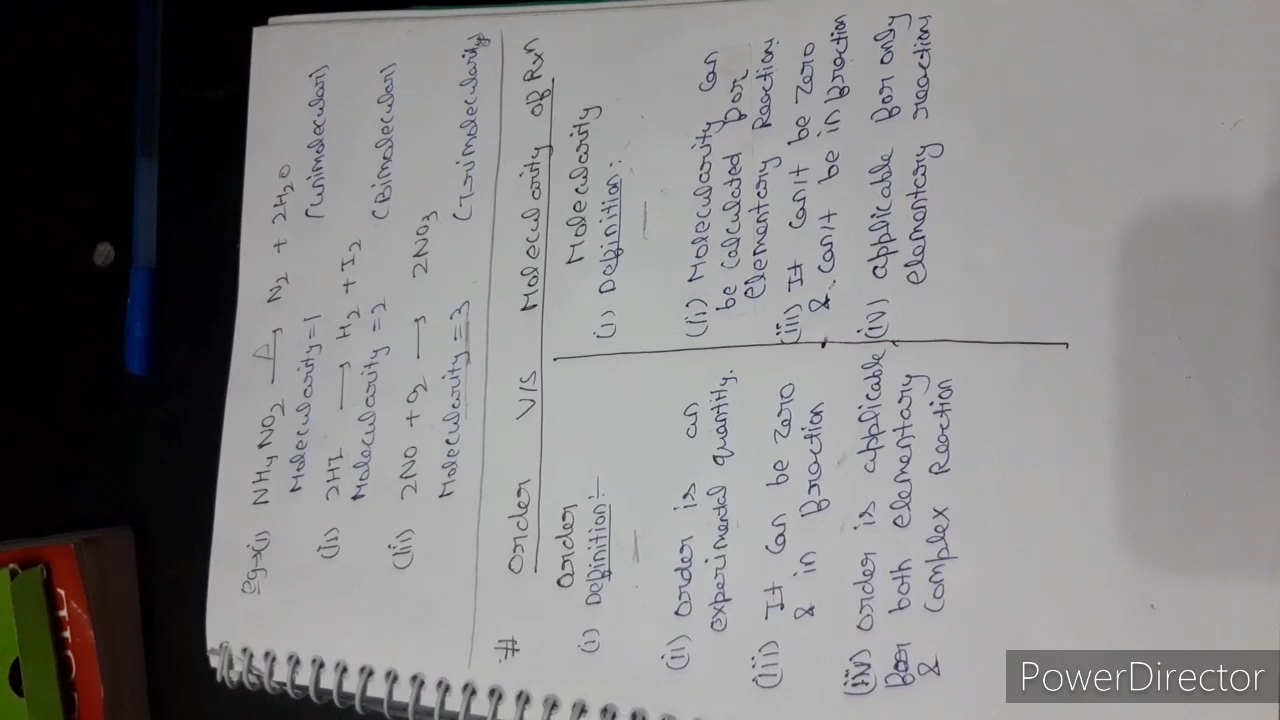 Eg→(i) NH4NO2 —Δ→ N2 + 2H2O
Molecularity=1 (Unimolecular)
(ii) 2HI → H2 + I2
Molecularity = 2 (Bimolecular)
(iii) 2NO + O2 → 2NO3
Molecularity = 3 (Trimolecularity)
# Order V/S Molecularity of Rxn
Order
(i) Definition:-
(ii) Order is an
experimental quantity.
(iii) It can be zero
& in fraction
(iv) Order is applicable
for both elementary
& Complex Reaction
Molecularity
(i) Definition:
(ii) Molecularity can
be calculated for
Elementary Reaction.
(iii) It can't be zero
& can't be in fraction
(iv) applicable for only
elementary reaction
PowerDirector